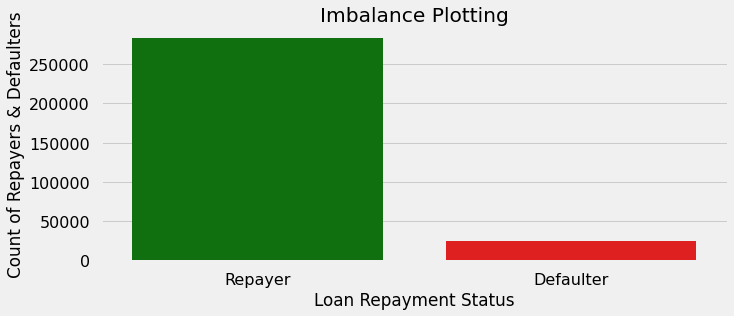 Imbalance Plotting
Count of Repayers & Defaulters
250000
200000
150000
100000
50000
0
Repayer
Defaulter
Loan Repayment Status